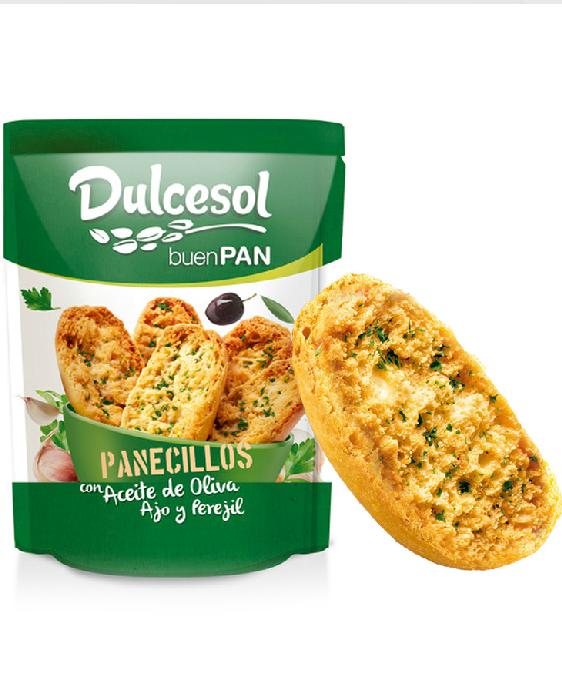 Dulcesol
buenPAN
PANECILLOS
con Aceite de Oliva
Ajo y Perejil